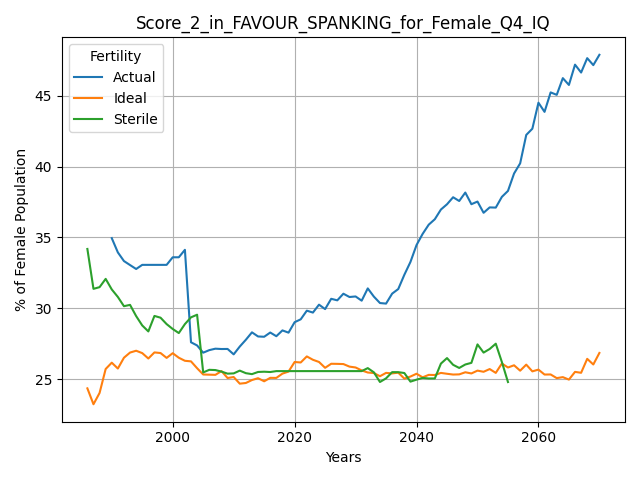 Score_2_in_FAVOUR_SPANKING_for_Female_Q4_IQ
Fertility
Actual
Ideal
Sterile
% of Female Population
45
40
35
30
25
2000
2020
2040
2060
Years